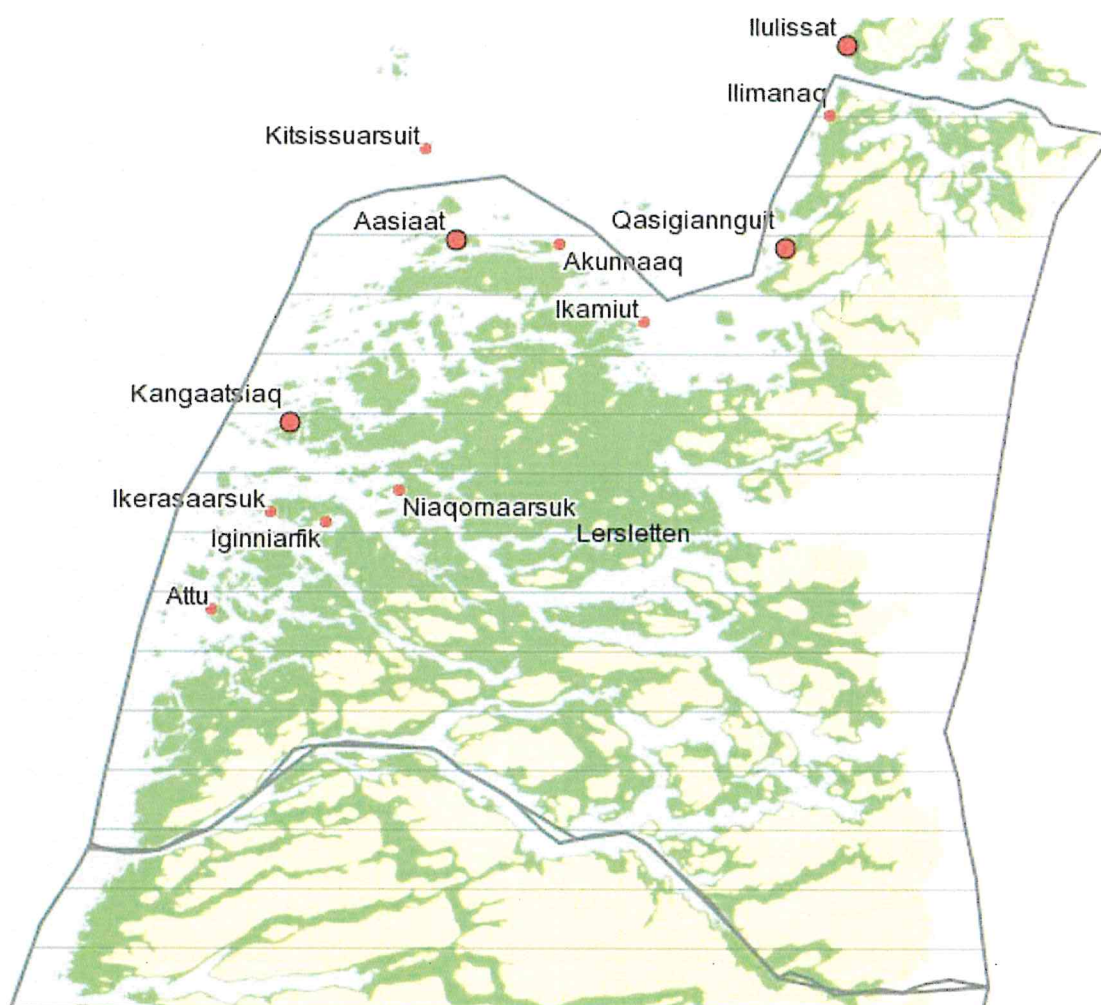 Ilulissat
Ilimanaq
Kitsissuarsuit
Aasiaat
Qasigiannguit
Akunnaaq
Ikamiut
Kangaatsiaq
Ikerasaarsuk
Niaqornaarsuk
Iginniarfik
Lersletten
Attu